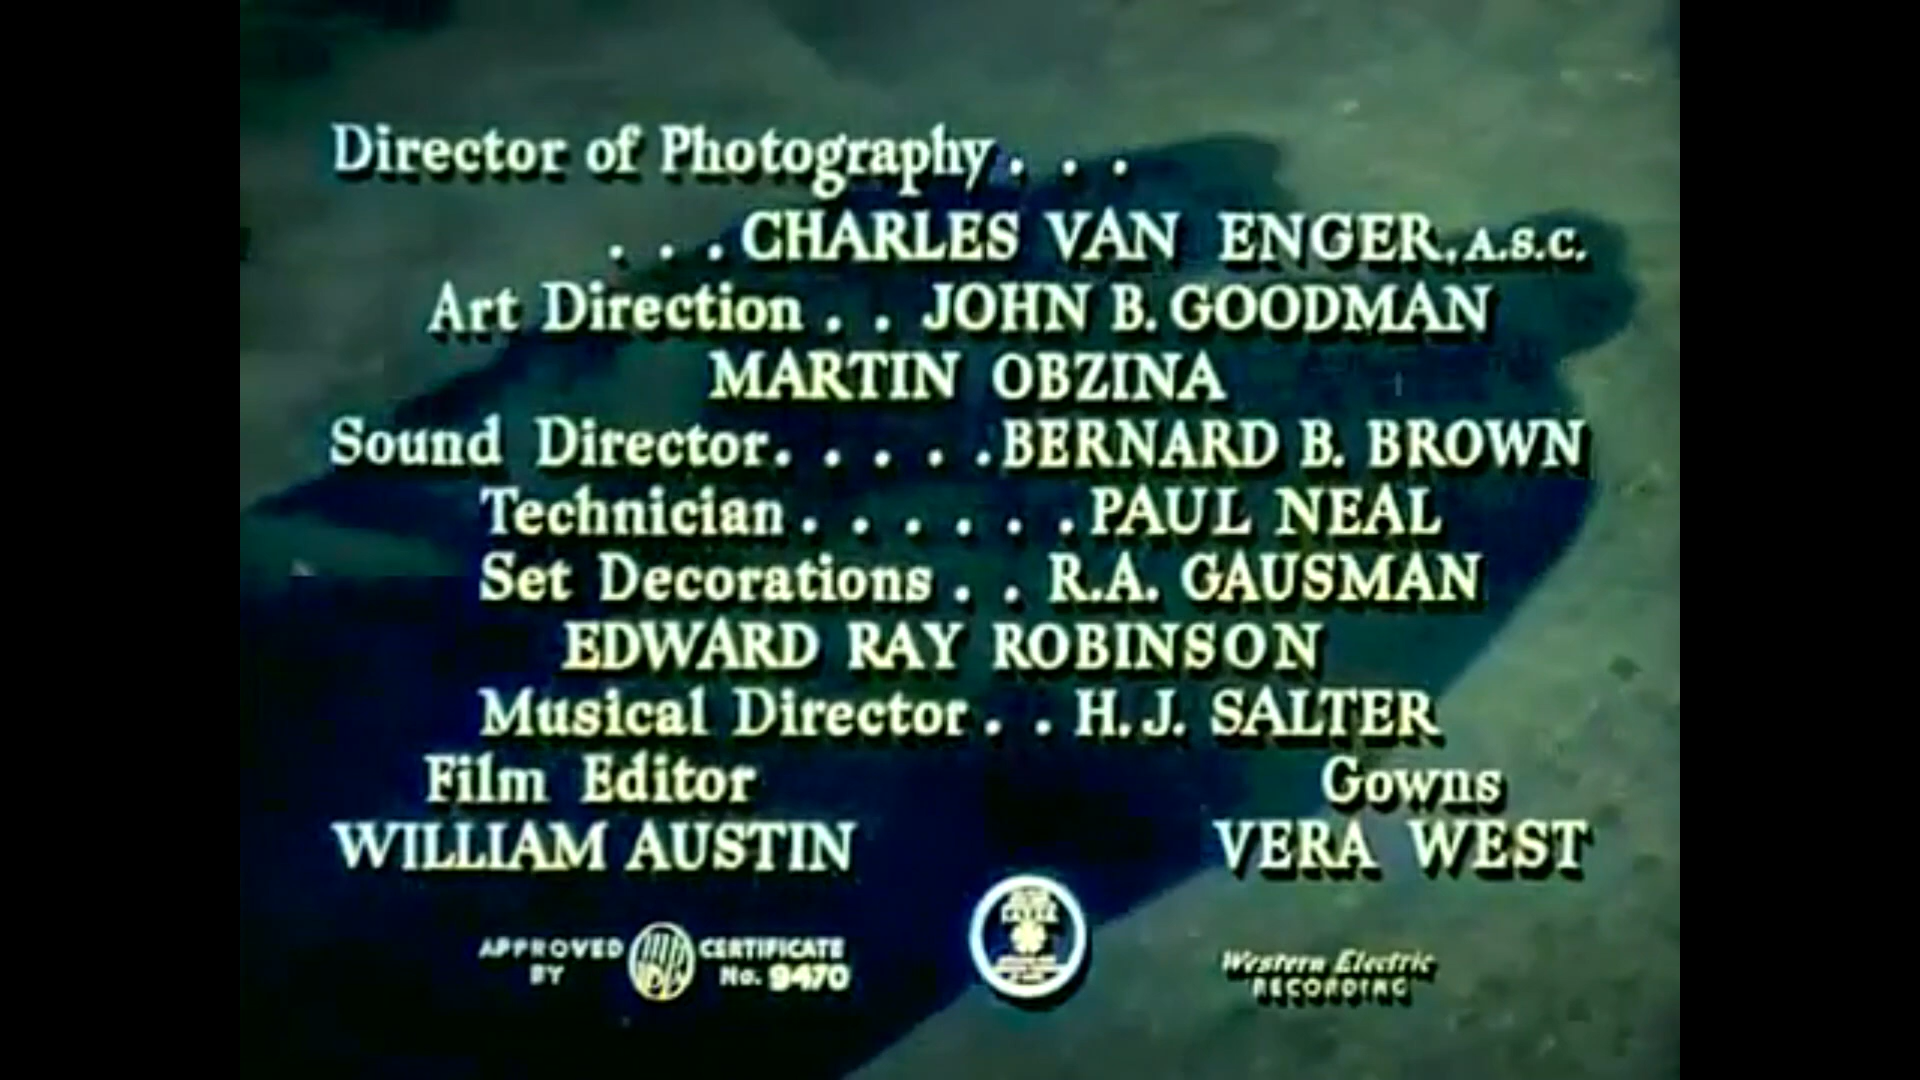 Director of Photography . . .
. . . CHARLES VAN ENGER, A.S.C.
Art Direction . . JOHN B. GOODMAN
MARTIN OBZINA
Sound Director. . . . . .BERNARD B. BROWN
Technician . . . . . . PAUL NEAL
Set Decorations . . R.A. GAUSMAN
EDWARD RAY ROBINSON
Musical Director . . H. J. SALTER
Film Editor
WILLIAM AUSTIN
Gowns
VERA WEST
APPROVED BY
CERTIFICATE No. 9470
Western Electric
RECORDING